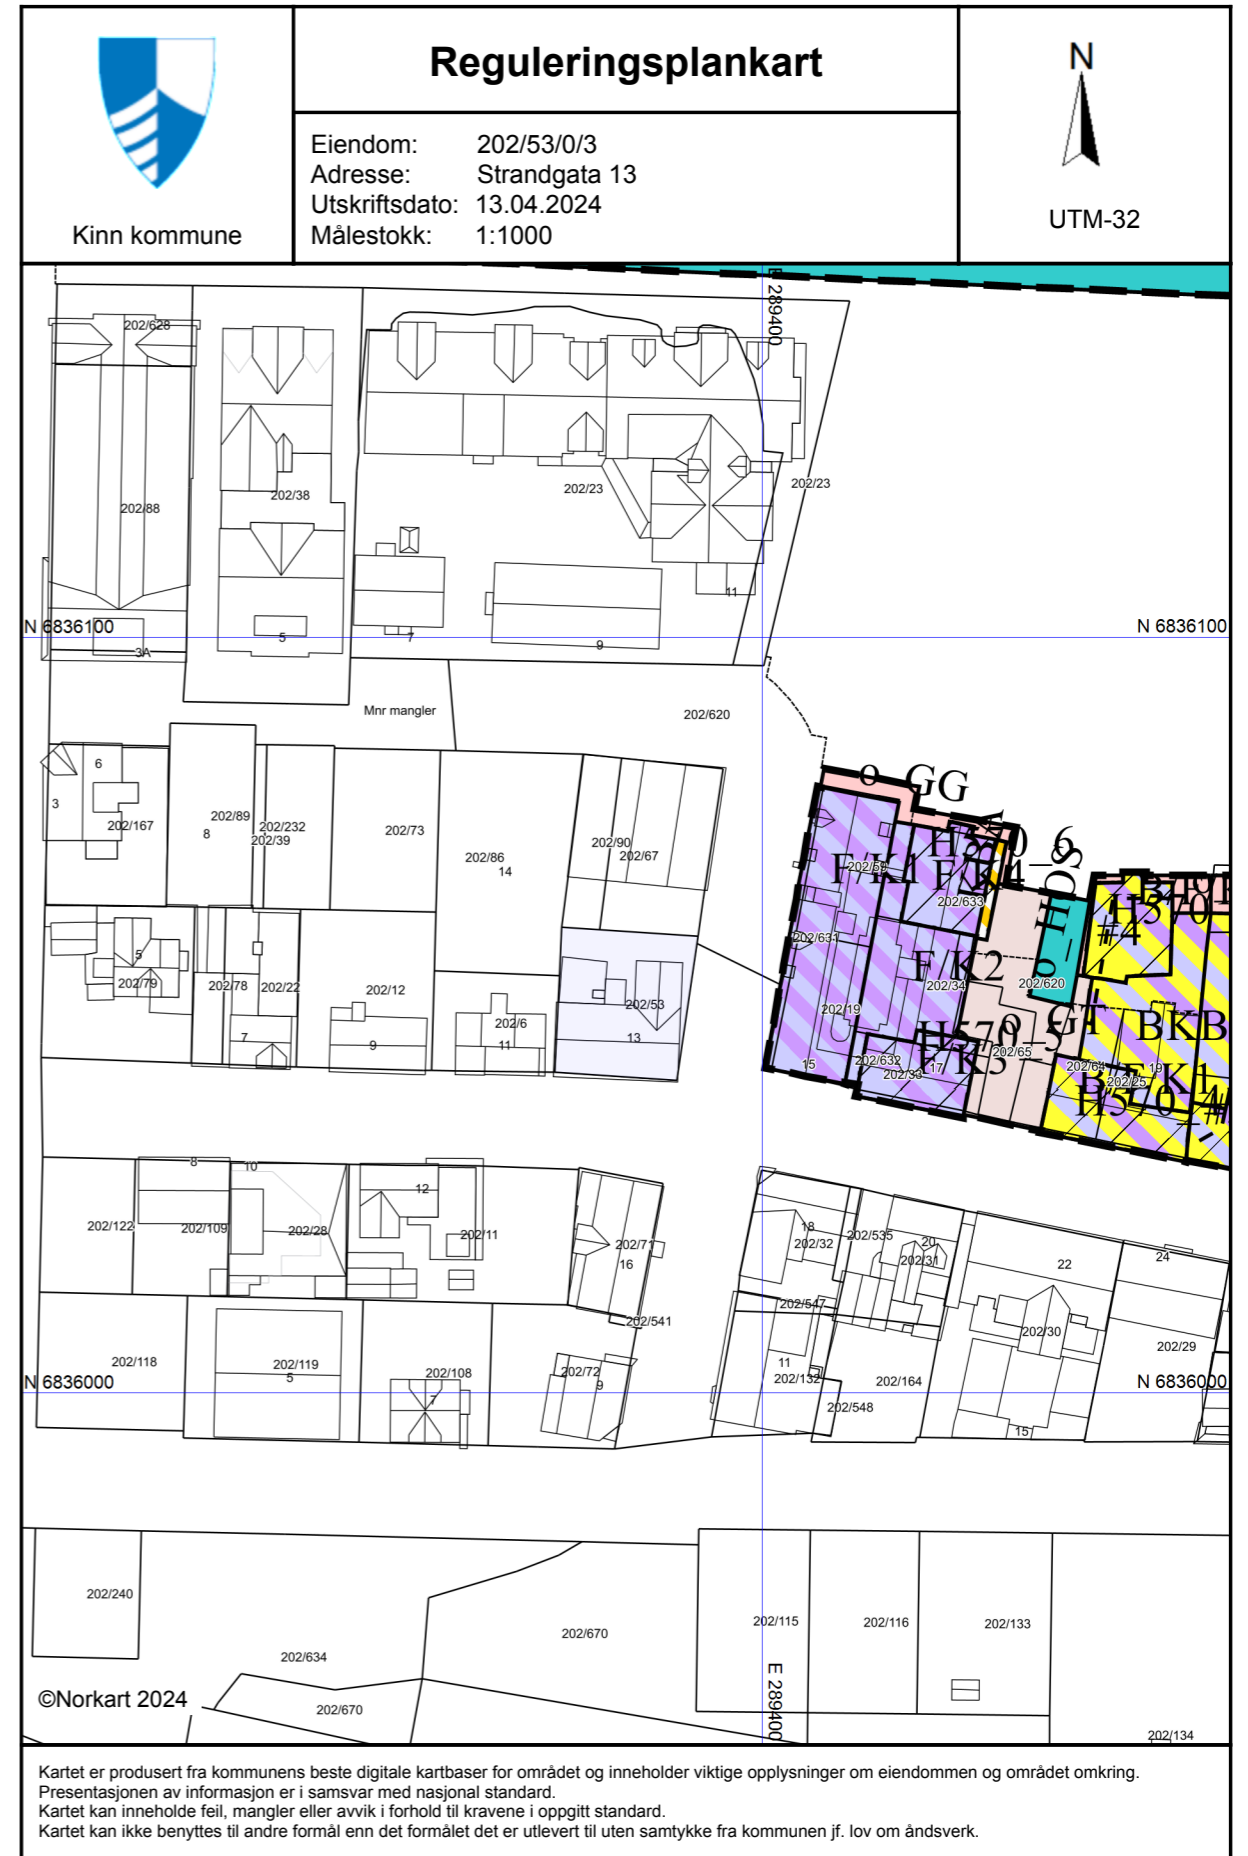 Reguleringsplankart
Kinn kommune
Eiendom: 202/53/0/3
Adresse: Strandgata 13
Utskriftsdato: 13.04.2024
Målestokk: 1:1000
N
UTM-32
E 289400
202/628
202/88
202/38
202/23
202/23
11
N 6836100
N 6836100
3A
5
7
9
Mnr mangler
202/620
6
3
202/167
202/89
8
202/232
202/39
202/73
202/86
14
202/90
202/67
o_GG
F/K1
202/59
F/K4
202/633
202/631
F/K2
202/34
202/19
o_HDS
202/620
o_GT
202/65
H570_5
202/632
202/33
F/K3
17
15
#4
H570
BKB
202/64
202/25
19
B/F/K1
H570_4
5
202/79
202/78
202/22
7
202/12
9
202/6
11
202/53
13
8
10
12
202/122
202/109
202/28
202/11
202/71
16
18
202/32
202/535
20
202/31
22
24
202/547
202/541
202/30
202/29
202/118
202/119
5
202/108
7
202/72
9
11
202/132
202/164
202/548
15
N 6836000
N 6836000
202/240
202/634
202/670
202/670
202/115
202/116
202/133
202/134
E 289400
©Norkart 2024
Kartet er produsert fra kommunens beste digitale kartbaser for området og inneholder viktige opplysninger om eiendommen og området omkring.
Presentasjonen av informasjon er i samsvar med nasjonal standard.
Kartet kan inneholde feil, mangler eller avvik i forhold til kravene i oppgitt standard.
Kartet kan ikke benyttes til andre formål enn det formålet det er utlevert til uten samtykke fra kommunen jf. lov om åndsverk.